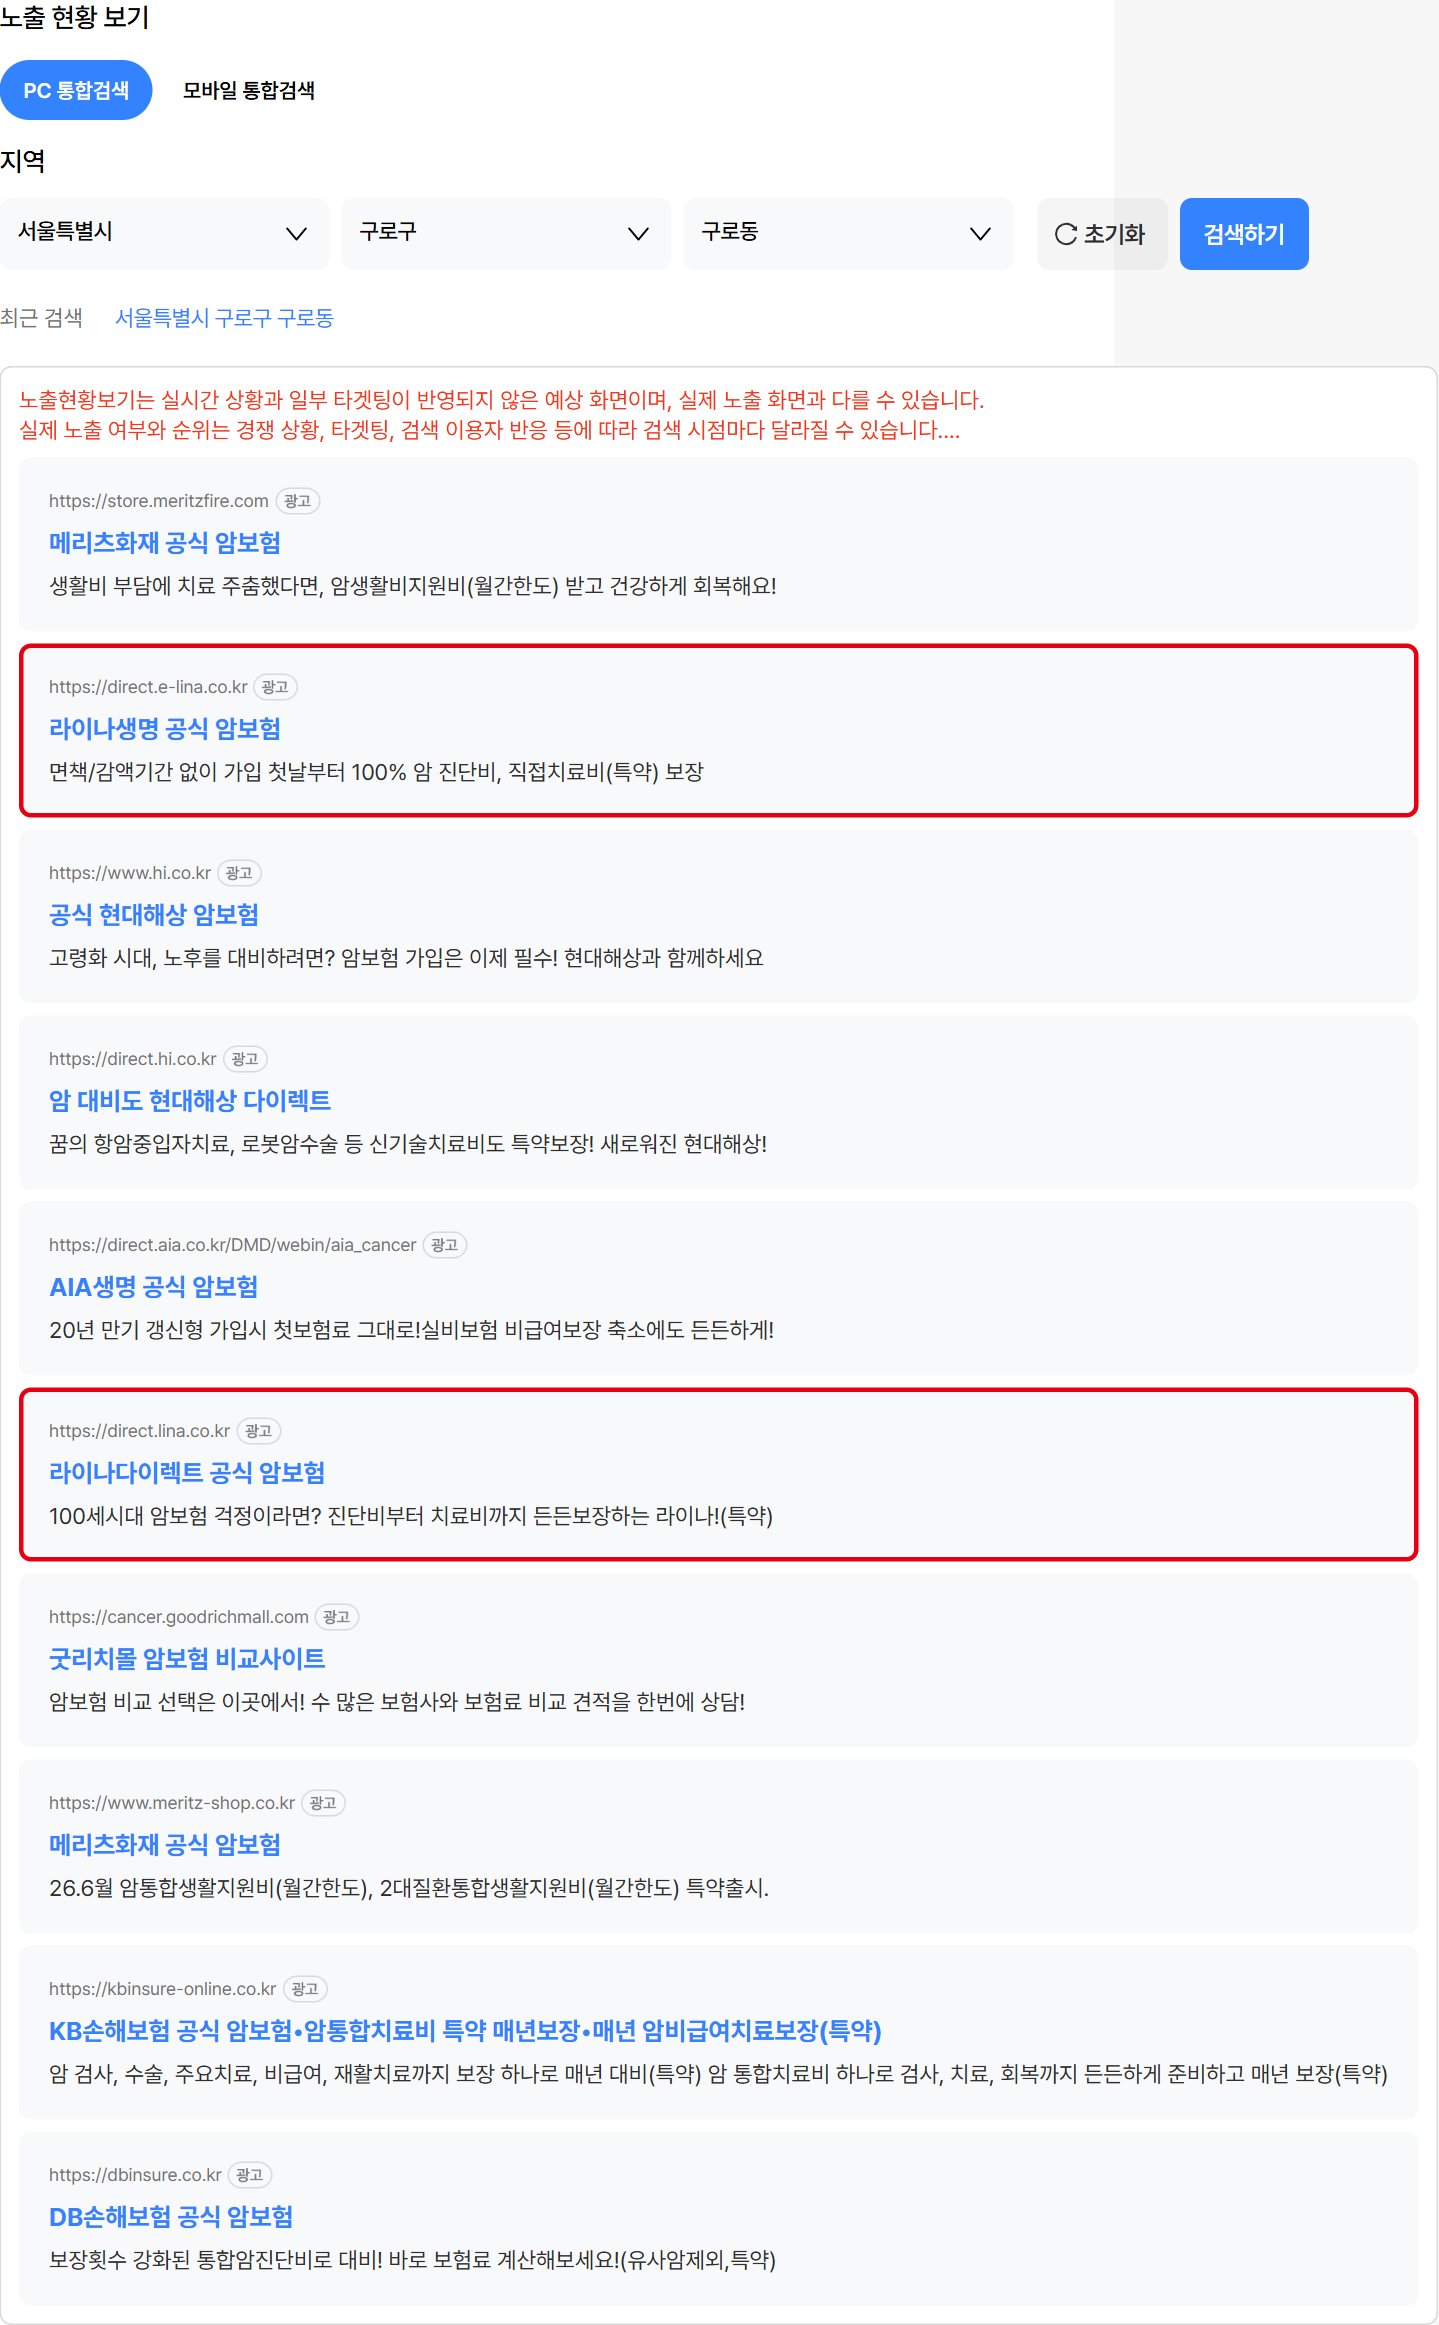 노출 현황 보기
PC 통합검색 모바일 통합검색
지역
서울특별시 구로구 구로동 초기화 검색하기
최근 검색 서울특별시 구로구 구로동
노출현황보기는 실시간 상황과 일부 타겟팅이 반영되지 않은 예상 화면이며, 실제 노출 화면과 다를 수 있습니다.
실제 노출 여부와 순위는 경쟁 상황, 타겟팅, 검색 이용자 반응 등에 따라 검색 시점마다 달라질 수 있습니다....
https://store.meritzfire.com 광고
메리츠화재 공식 암보험
생활비 부담에 치료 주춤했다면, 암생활비지원비(월간한도) 받고 건강하게 회복해요!
https://direct.e-lina.co.kr 광고
라이나생명 공식 암보험
면책/감액기간 없이 가입 첫날부터 100% 암 진단비, 직접치료비(특약) 보장
https://www.hi.co.kr 광고
공식 현대해상 암보험
고령화 시대, 노후를 대비하려면? 암보험 가입은 이제 필수! 현대해상과 함께하세요
https://direct.hi.co.kr 광고
암 대비도 현대해상 다이렉트
꿈의 항암중입자치료, 로봇암수술 등 신기술치료비도 특약보장! 새로워진 현대해상!
https://direct.aia.co.kr/DMD/webin/aia_cancer 광고
AIA생명 공식 암보험
20년 만기 갱신형 가입시 첫보험료 그대로!실비보험 비급여보장 축소에도 든든하게!
https://direct.lina.co.kr 광고
라이나다이렉트 공식 암보험
100세시대 암보험 걱정이라면? 진단비부터 치료비까지 든든보장하는 라이나!(특약)
https://cancer.goodrichmall.com 광고
굿리치몰 암보험 비교사이트
암보험 비교 선택은 이곳에서! 수 많은 보험사와 보험료 비교 견적을 한번에 상담!
https://www.meritz-shop.co.kr 광고
메리츠화재 공식 암보험
26.6월 암통합생활지원비(월간한도), 2대질환통합생활지원비(월간한도) 특약출시.
https://kbinsure-online.co.kr 광고
KB손해보험 공식 암보험•암통합치료비 특약 매년보장•매년 암비급여치료보장(특약)
암 검사, 수술, 주요치료, 비급여, 재활치료까지 보장 하나로 매년 대비(특약) 암 통합치료비 하나로 검사, 치료, 회복까지 든든하게 준비하고 매년 보장(특약)
https://dbinsure.co.kr 광고
DB손해보험 공식 암보험
보장횟수 강화된 통합암진단비로 대비! 바로 보험료 계산해보세요!(유사암제외,특약)